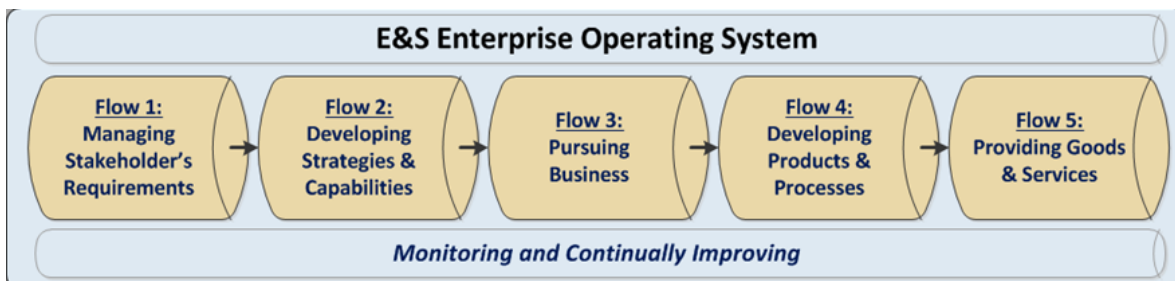 E&S Enterprise Operating System
Flow 1:
Managing
Stakeholder's
Requirements
Flow 2:
Developing
Strategies &
Capabilities
Flow 3:
Pursuing
Business
Flow 4:
Developing
Products &
Processes
Flow 5:
Providing Goods
& Services
Monitoring and Continually Improving